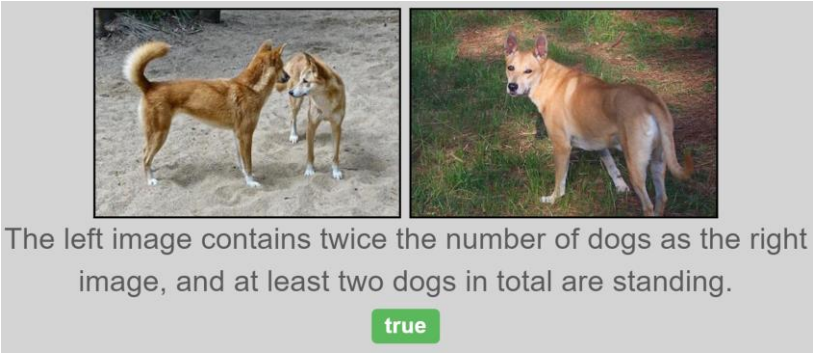 The left image contains twice the number of dogs as the right
image, and at least two dogs in total are standing.
true